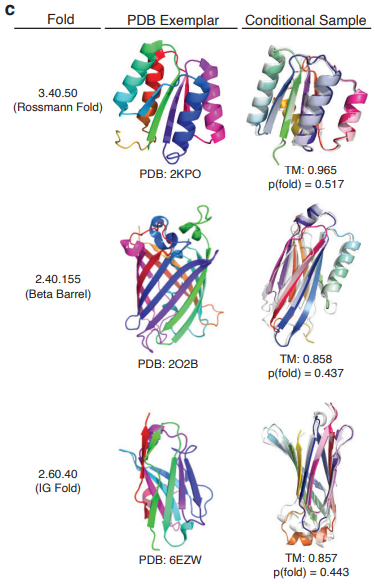 c
Fold PDB Exemplar Conditional Sample
3.40.50
(Rossmann Fold)
PDB: 2KPO
TM: 0.965
p(fold) = 0.517
2.40.155
(Beta Barrel)
PDB: 2O2B
TM: 0.858
p(fold) = 0.437
2.60.40
(IG Fold)
PDB: 6EZW
TM: 0.857
p(fold) = 0.443